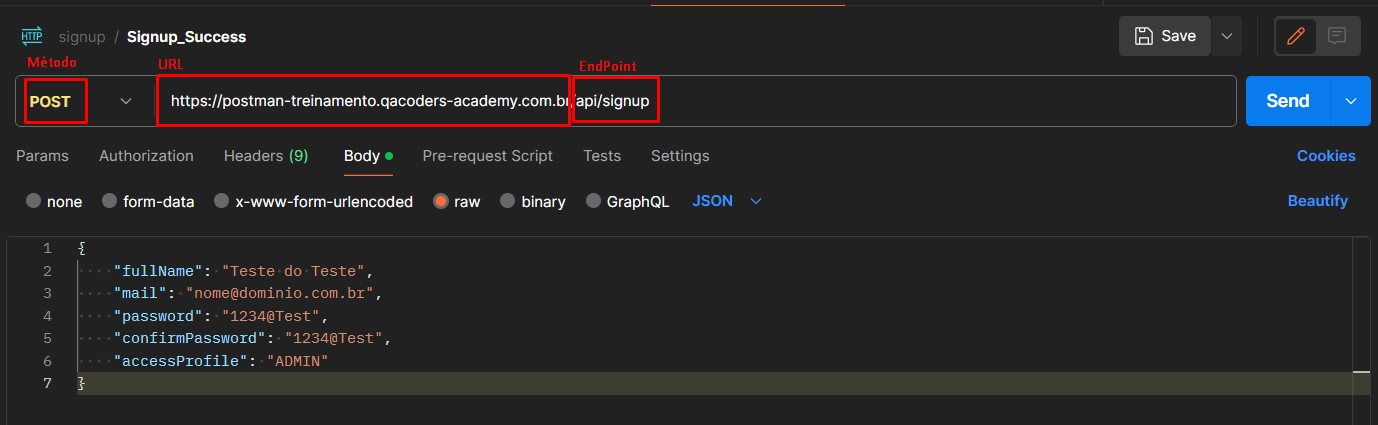 HTTP signup / Signup_Success Save
Método URL EndPoint
POST https://postman-treinamento.qacoders-academy.com.br/api/signup Send
Params Authorization Headers (9) Body Pre-request Script Tests Settings Cookies
none form-data x-www-form-urlencoded raw binary GraphQL JSON Beautify
1 {
2 "fullName": "Teste do Teste",
3 "mail": "nome@dominio.com.br",
4 "password": "1234@Test",
5 "confirmPassword": "1234@Test",
6 "accessProfile": "ADMIN"
7 }